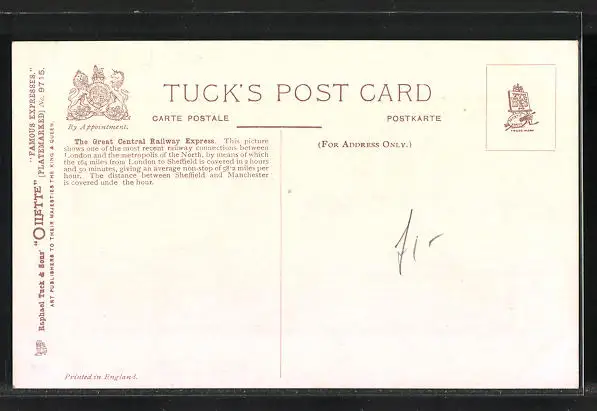 TUCK'S POST CARD
CARTE POSTALE
POSTKARTE
By Appointment.
(FOR ADDRESS ONLY.)
The Great Central Railway Express. This picture
shows one of the most recent railway connections between
London and the metropolis of the North, by means of which
the 164 miles from London to Sheffield is covered in 2 hours
and 50 minutes, giving an average non-stop of 58·2 miles per
hour. The distance between Sheffield and Manchester
is covered under the hour.
"FAMOUS EXPRESSES."
Raphael Tuck & Sons' "OILETTE" [PLATEMARKED] No. 9715.
ART PUBLISHERS TO THEIR MAJESTIES THE KING & QUEEN.
TRADE MARK
Printed in England.